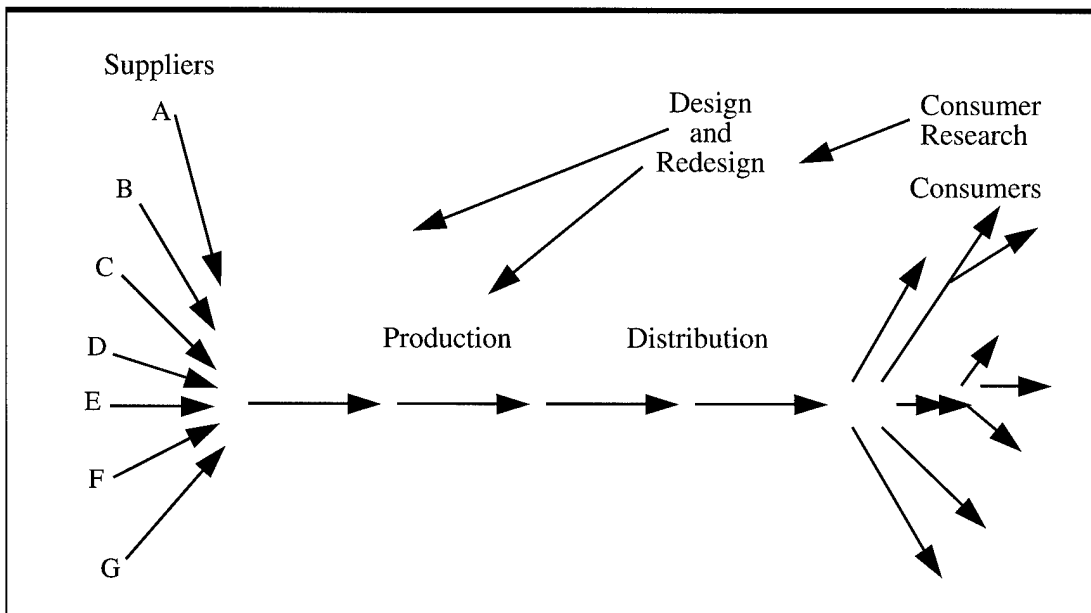 Suppliers
A
B
C
D
E
F
G
Design
and
Redesign
Consumer
Research
Consumers
Production
Distribution